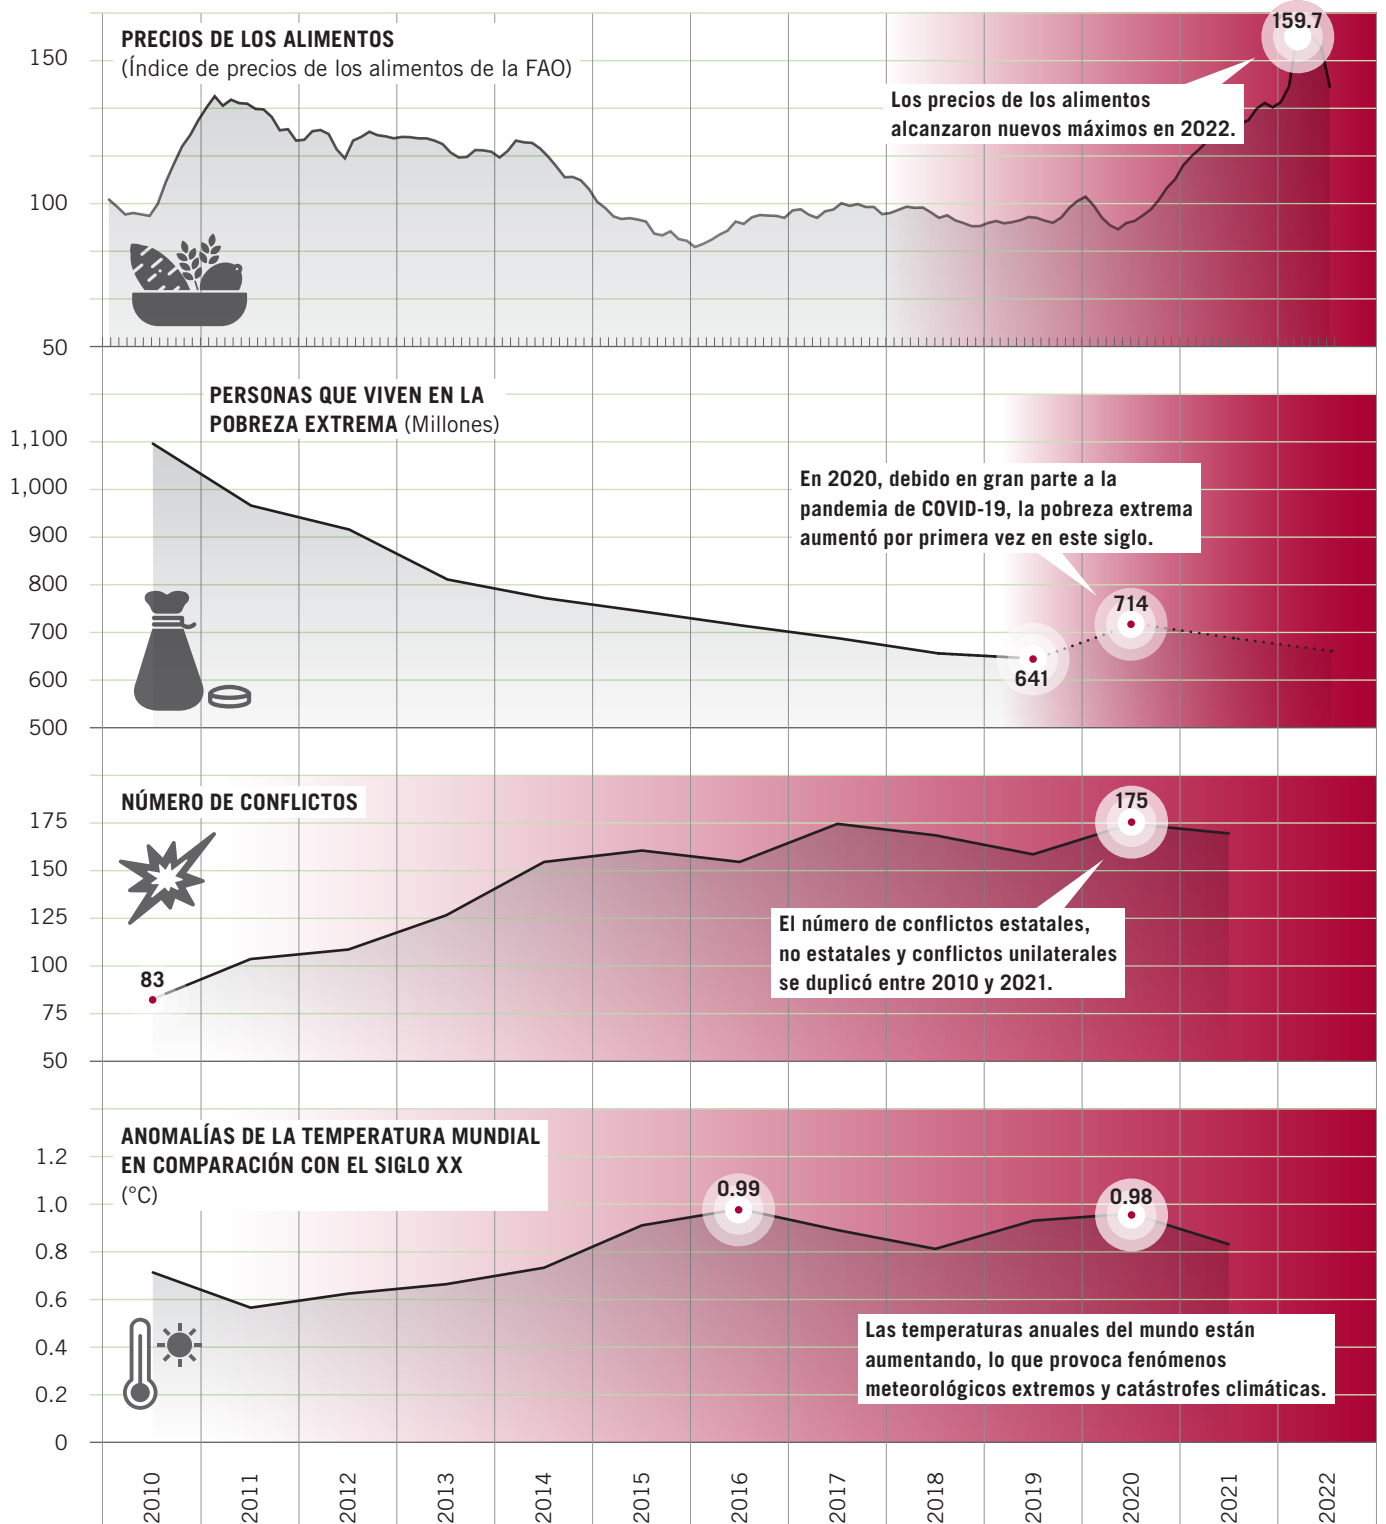 PRECIOS DE LOS ALIMENTOS
(Índice de precios de los alimentos de la FAO)
159.7
150
Los precios de los alimentos
alcanzaron nuevos máximos en 2022.
100
50
PERSONAS QUE VIVEN EN LA
POBREZA EXTREMA (Millones)
1,100
1,000
900
800
700
600
500
En 2020, debido en gran parte a la
pandemia de COVID-19, la pobreza extrema
aumentó por primera vez en este siglo.
714
641
NÚMERO DE CONFLICTOS
175
150
125
100
75
50
83
175
El número de conflictos estatales,
no estatales y conflictos unilaterales
se duplicó entre 2010 y 2021.
ANOMALÍAS DE LA TEMPERATURA MUNDIAL
EN COMPARACIÓN CON EL SIGLO XX
(°C)
1.2
1.0
0.8
0.6
0.4
0.2
0
0.99
0.98
Las temperaturas anuales del mundo están
aumentando, lo que provoca fenómenos
meteorológicos extremos y catástrofes climáticas.
2010
2011
2012
2013
2014
2015
2016
2017
2018
2019
2020
2021
2022